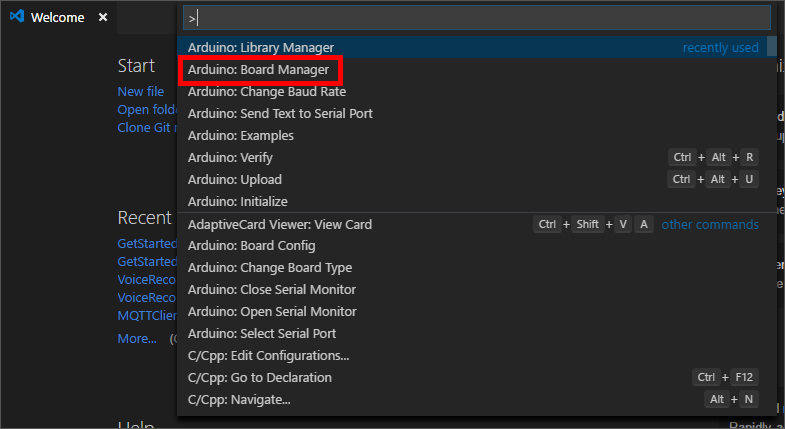 Welcome
>
Arduino: Library Manager recently used
Arduino: Board Manager
Arduino: Change Baud Rate
Arduino: Send Text to Serial Port
Arduino: Examples
Arduino: Verify Ctrl + Alt + R
Arduino: Upload Ctrl + Alt + U
Arduino: Initialize
AdaptiveCard Viewer: View Card Ctrl + Shift + V A other commands
Arduino: Board Config
Arduino: Change Board Type
Arduino: Close Serial Monitor
Arduino: Open Serial Monitor
Arduino: Select Serial Port
C/Cpp: Edit Configurations...
C/Cpp: Go to Declaration Ctrl + F12
C/Cpp: Navigate... Alt + N
Start
New file
Open folde
Clone Git r
Recent
GetStarted
GetStarted
VoiceReco
VoiceReco
MQTTClien
More... (C
Help
Rapidly a